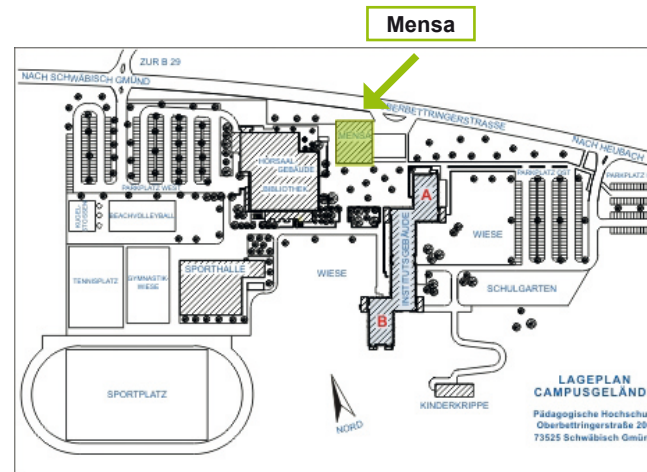 Mensa
ZUR B 29
NACH SCHWÄBISCH GMÜND
OBERBETTRINGERSTRASSE
NACH HEUBACH
MENSA
HÖRSAAL
GEBÄUDE
BIBLIOTHEK
PARKPLATZ WEST
PARKPLATZ OST
PARKPLATZ
A
KUGEL
STOSSEN
BEACHVOLLEYBALL
WIESE
INSTITUTSGEBÄUDE
SPORTHALLE
WIESE
TENNISPLATZ
GYMNASTIK-
WIESE
SCHULGARTEN
B
SPORTPLATZ
KINDERKRIPPE
NORD
LAGEPLAN
CAMPUSGELÄND
Pädagogische Hochschu
Oberbettringerstraße 20
73525 Schwäbisch Gmün